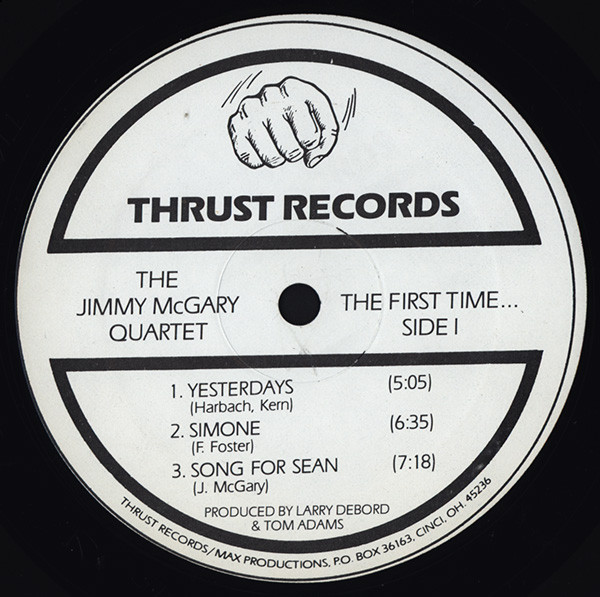 THRUST RECORDS
THE
JIMMY McGARY
QUARTET
THE FIRST TIME...
SIDE I
1. YESTERDAYS (5:05)
(Harbach, Kern)
2. SIMONE (6:35)
(F. Foster)
3. SONG FOR SEAN (7:18)
(J. McGary)
PRODUCED BY LARRY DEBORD
& TOM ADAMS
THRUST RECORDS/MAX PRODUCTIONS, P.O. BOX 36163, CINCI, OH. 45236